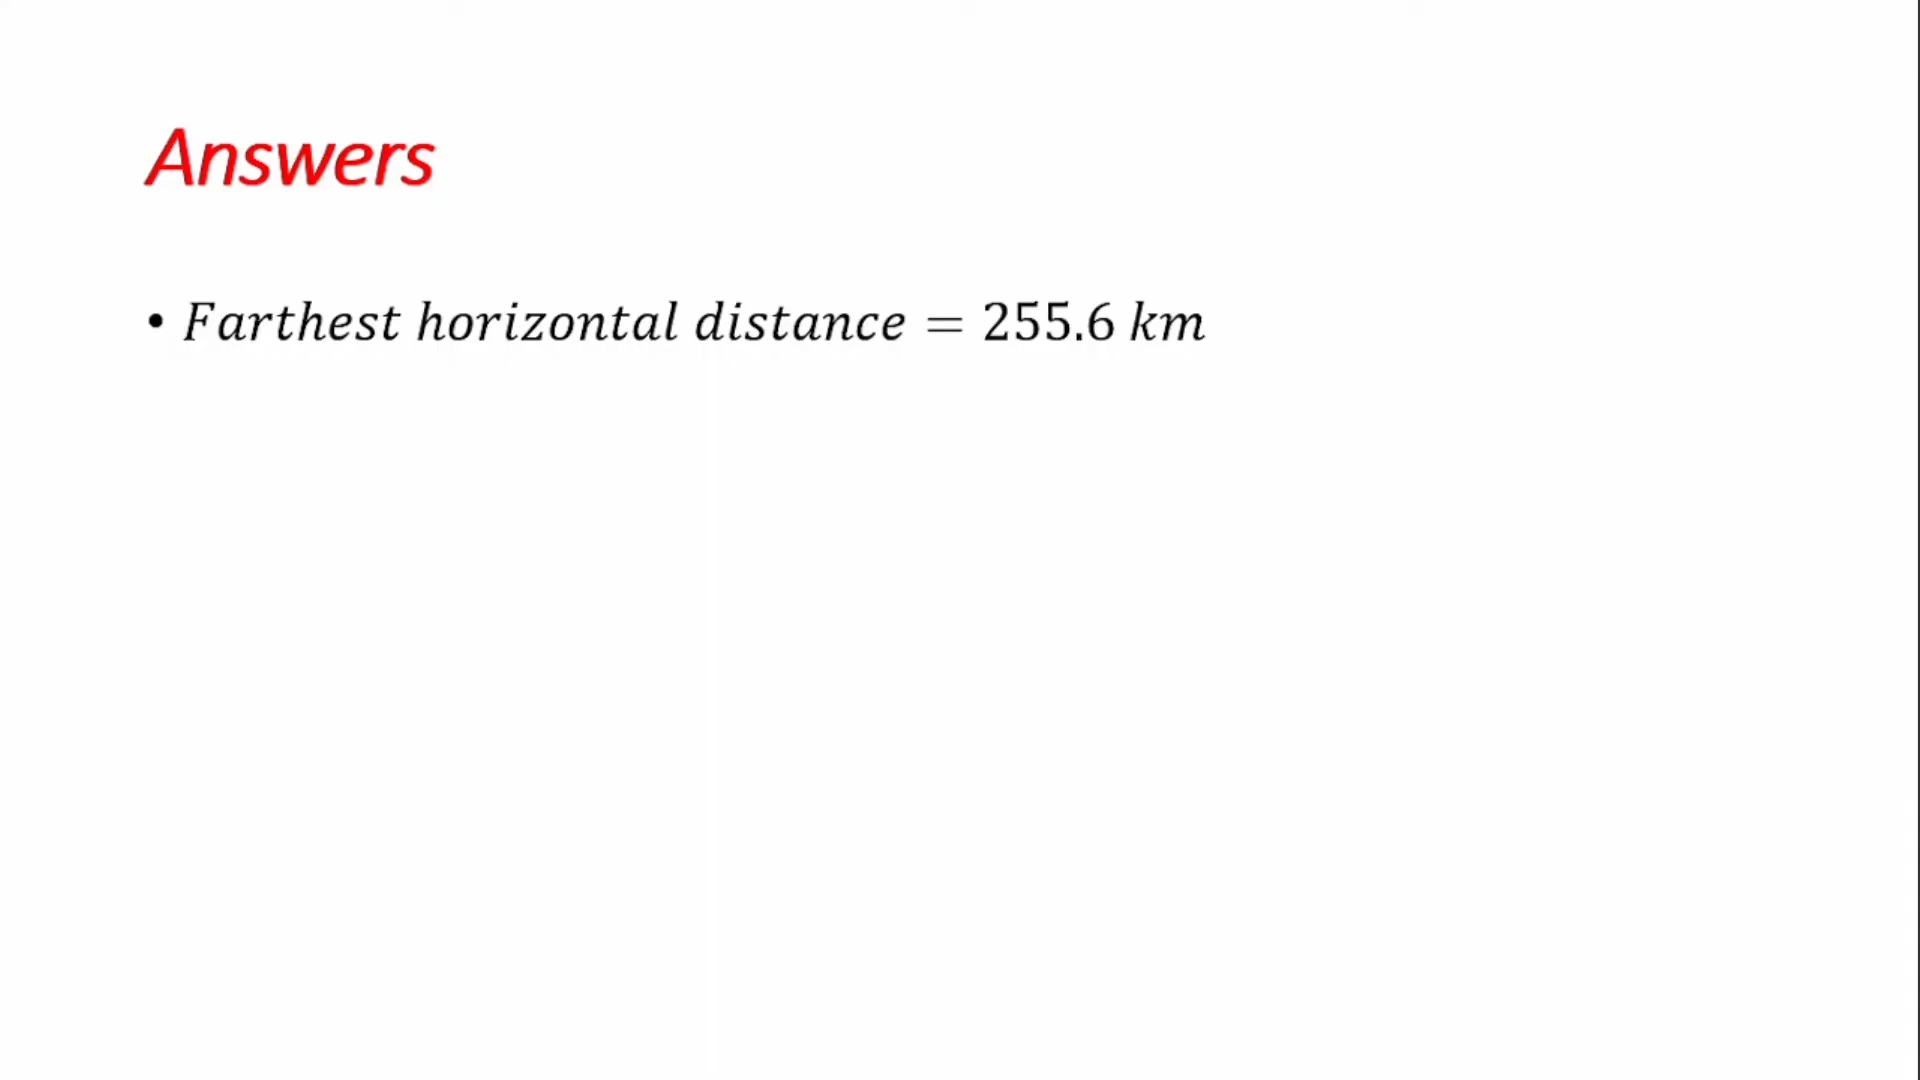 Answers
• Farthest horizontal distance = 255.6 km